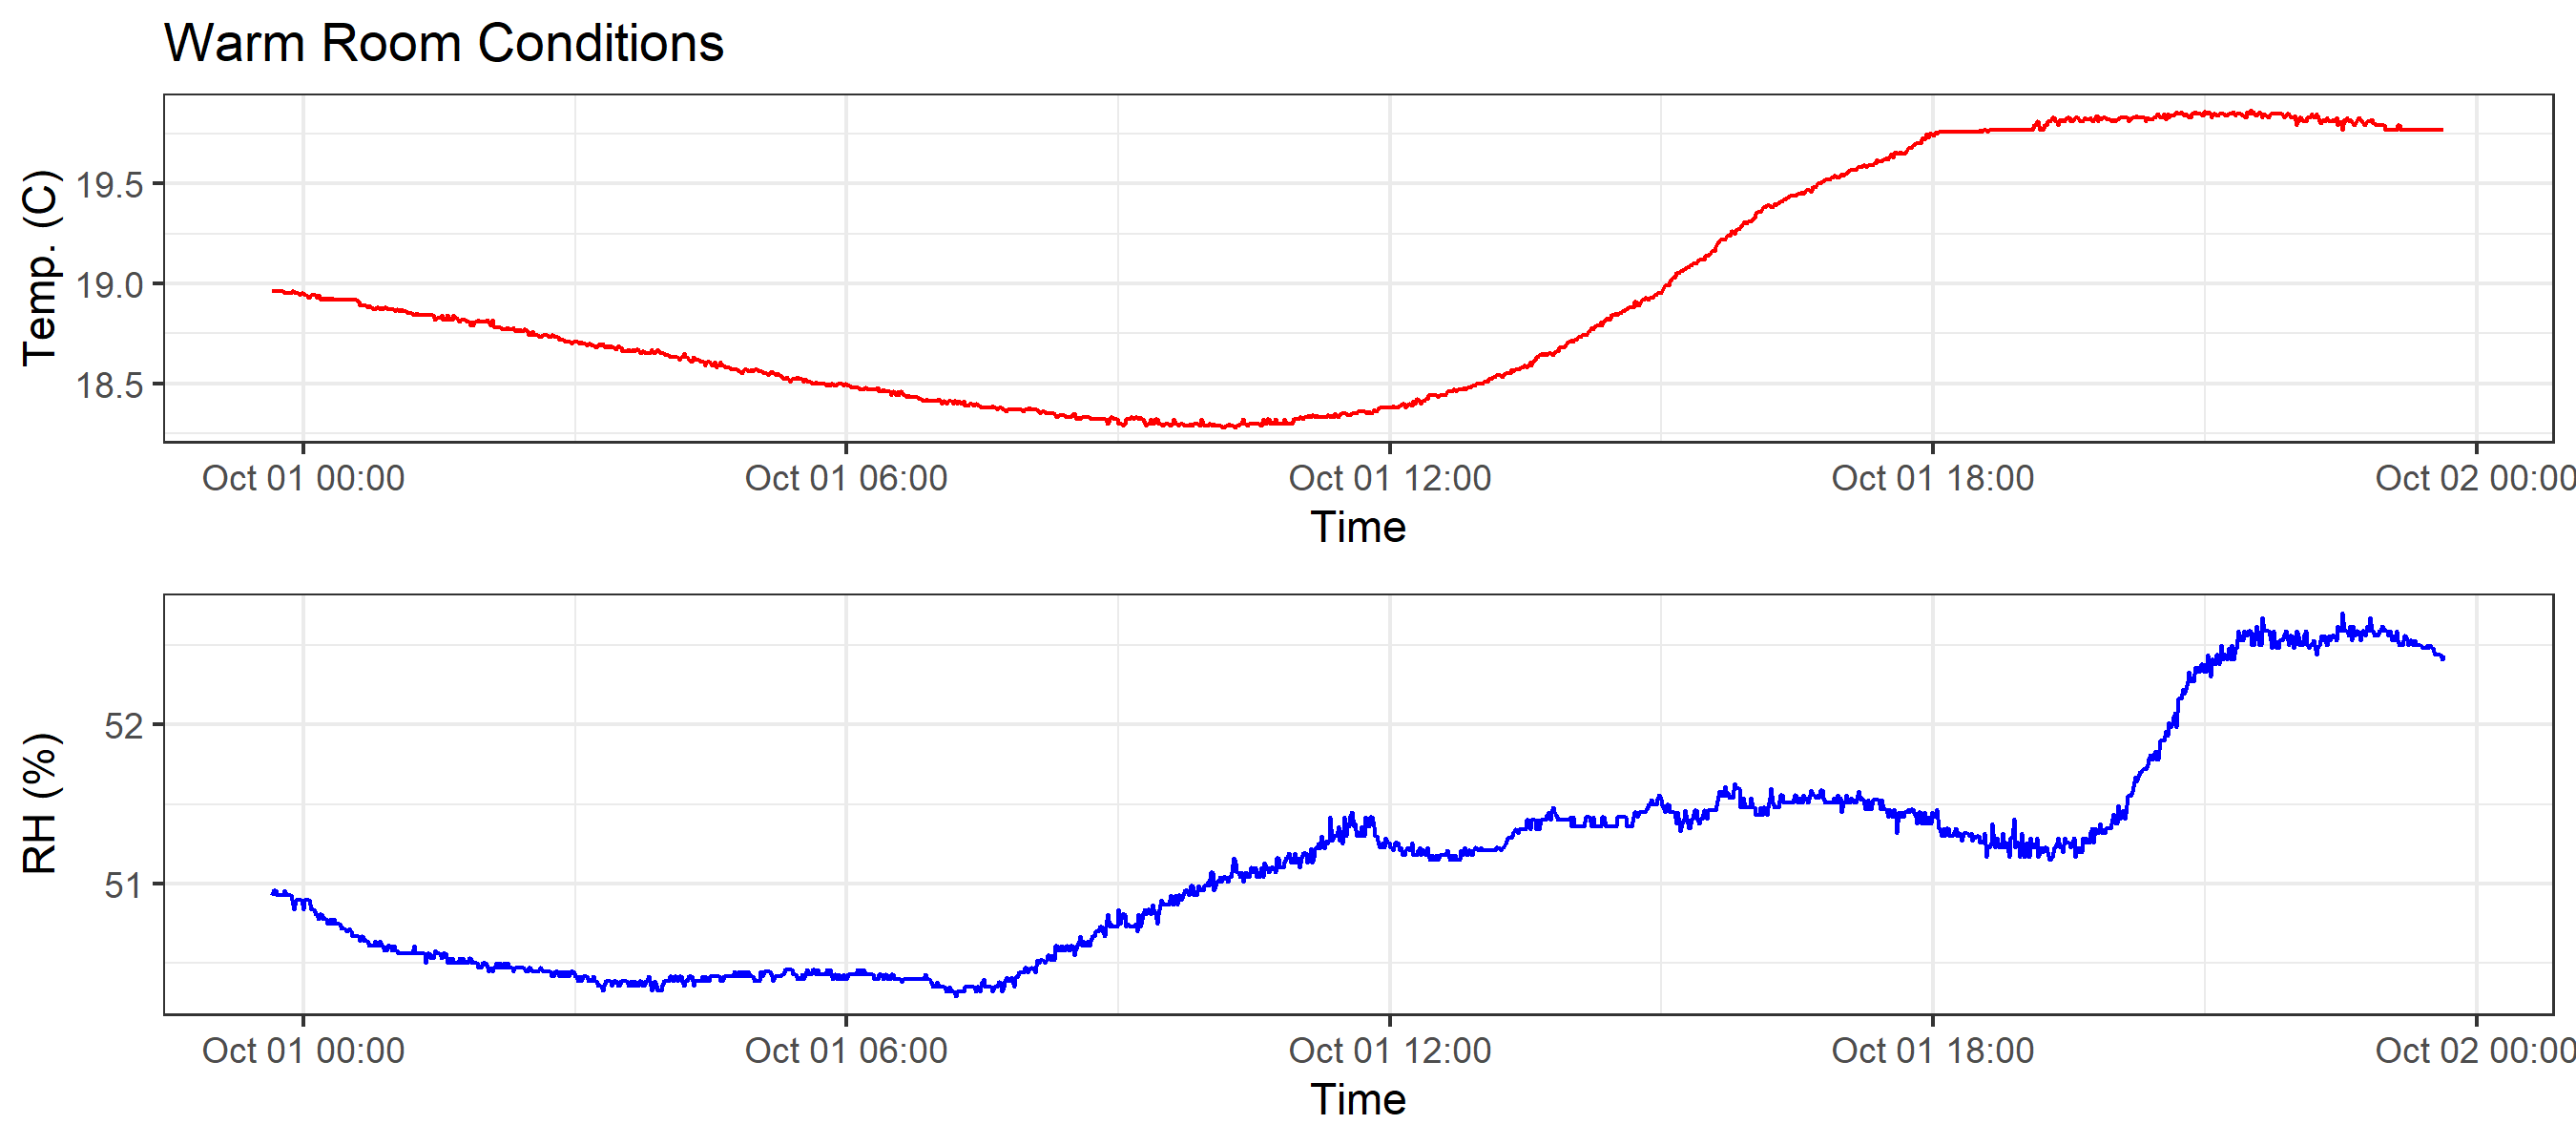 Warm Room Conditions
Temp. (C)
19.5
19.0
18.5
Oct 01 00:00 Oct 01 06:00 Oct 01 12:00 Oct 01 18:00 Oct 02 00:00
Time
RH (%)
52
51
Oct 01 00:00 Oct 01 06:00 Oct 01 12:00 Oct 01 18:00 Oct 02 00:00
Time